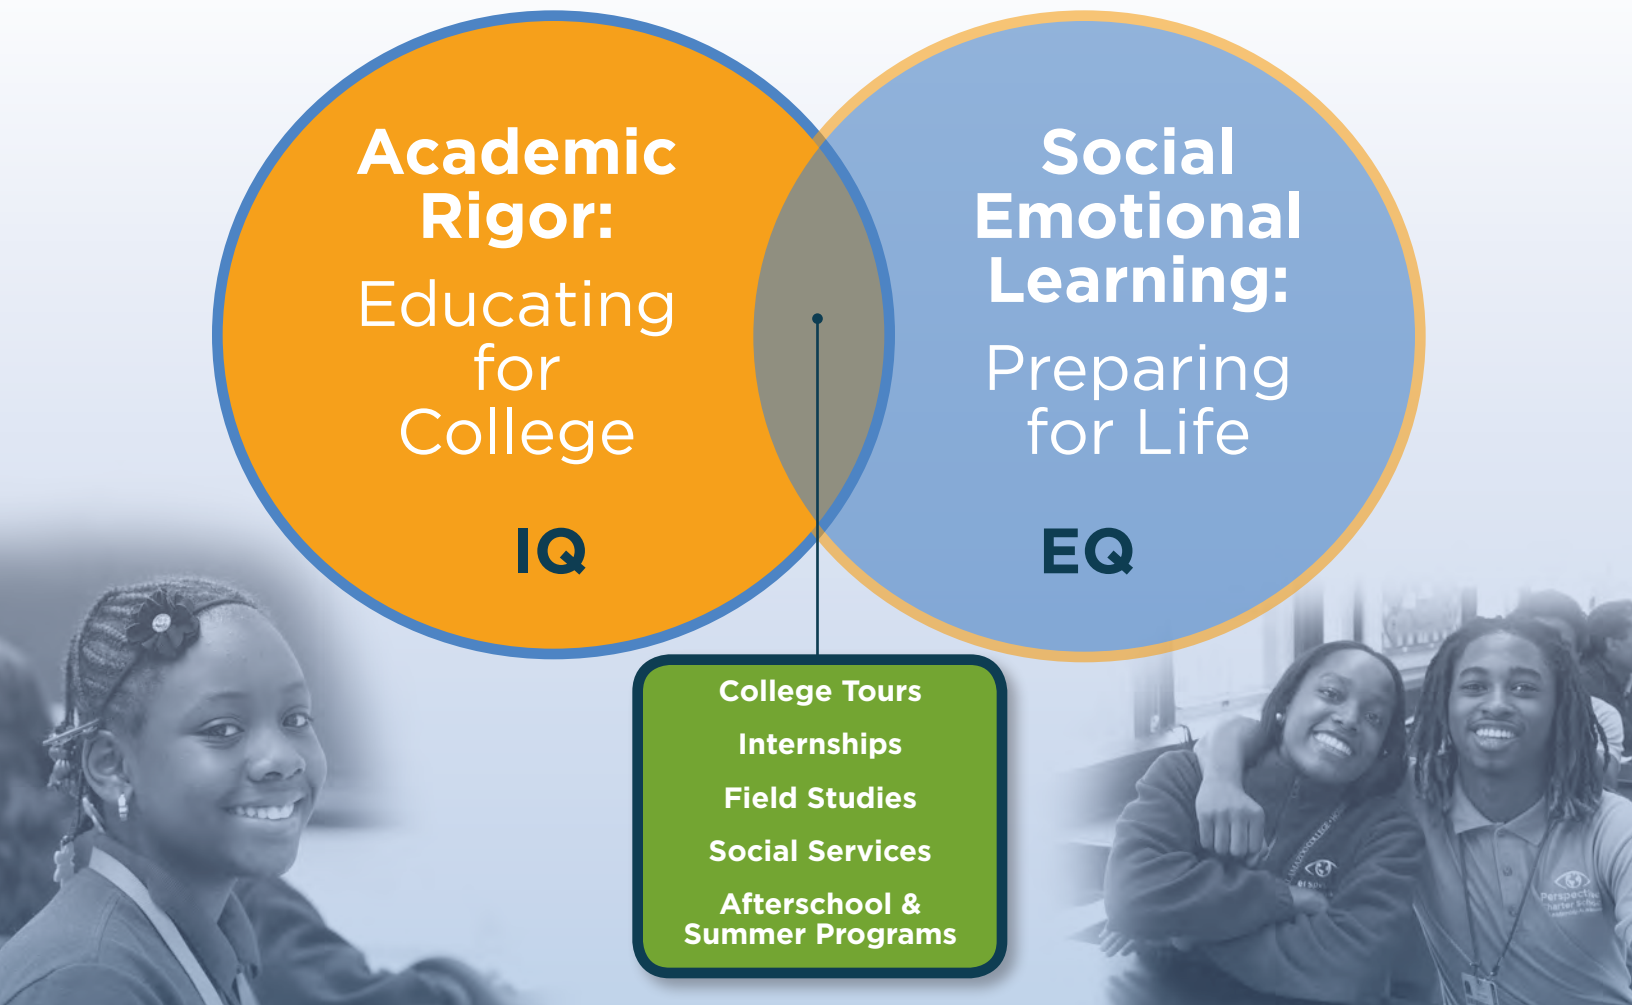 Academic
Rigor:
Educating
for
College
IQ
Social
Emotional
Learning:
Preparing
for Life
EQ
College Tours
Internships
Field Studies
Social Services
Afterschool &
Summer Programs